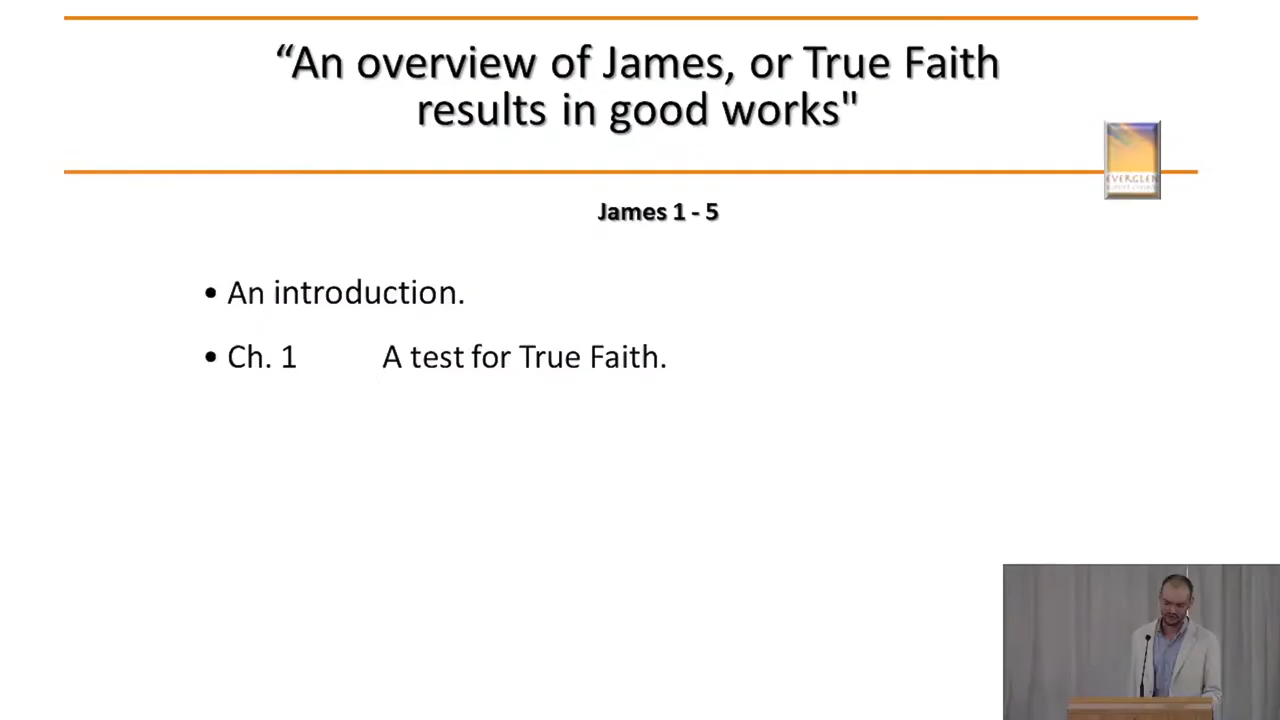 “An overview of James, or True Faith
results in good works"
EVERGLEN
James 1 - 5
• An introduction.
• Ch. 1 A test for True Faith.